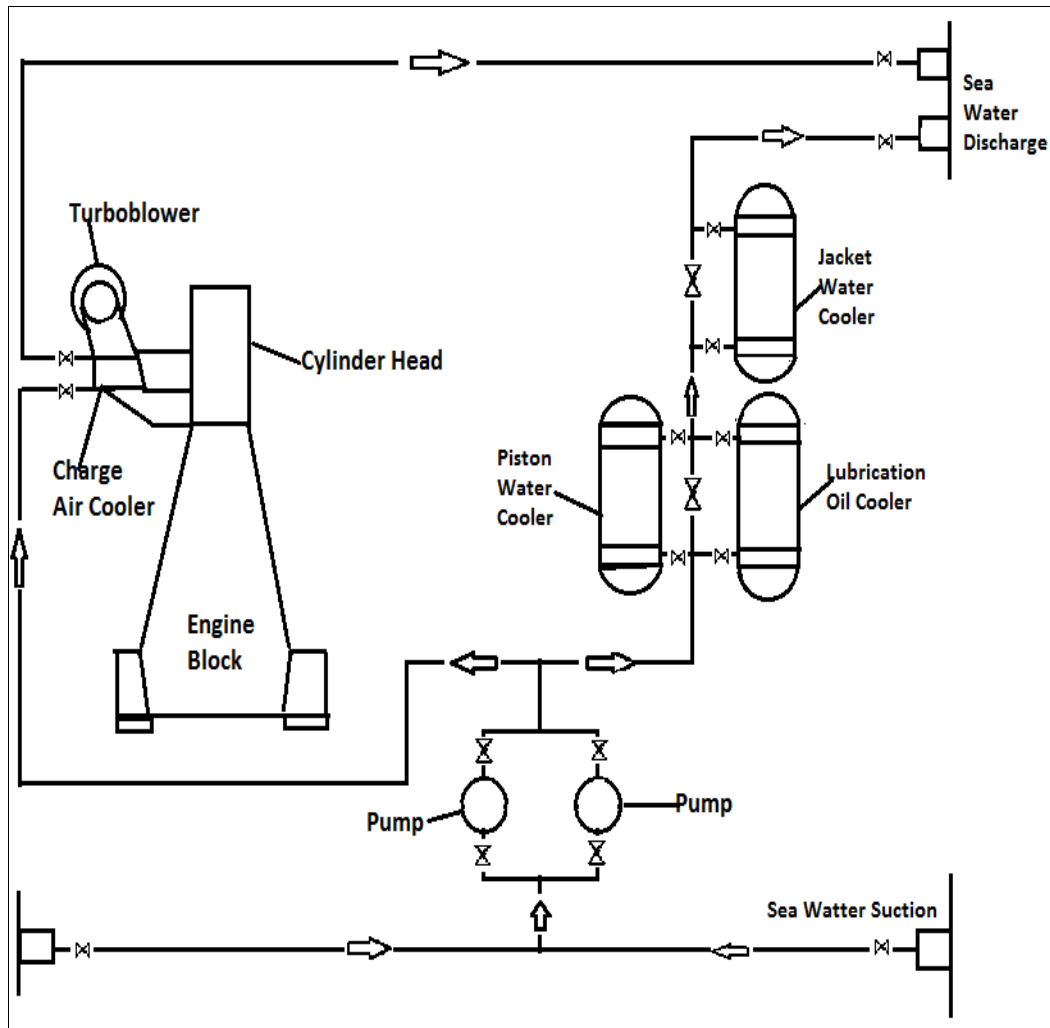 Sea
Water
Discharge
Turboblower
Jacket
Water
Cooler
Cylinder Head
Charge
Air Cooler
Piston
Water
Cooler
Lubrication
Oil Cooler
Engine
Block
Pump
Pump
Sea Watter Suction